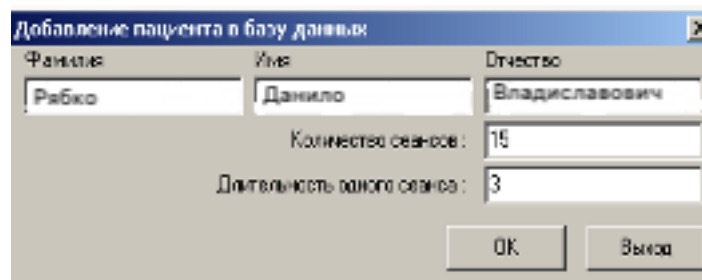 Добавление пациента в базу данных
Фамилия Имя Отчество
Рябко Данило Владиславович
Количество сеансов: 15
Длительность одного сеанса: 3
OK Выход